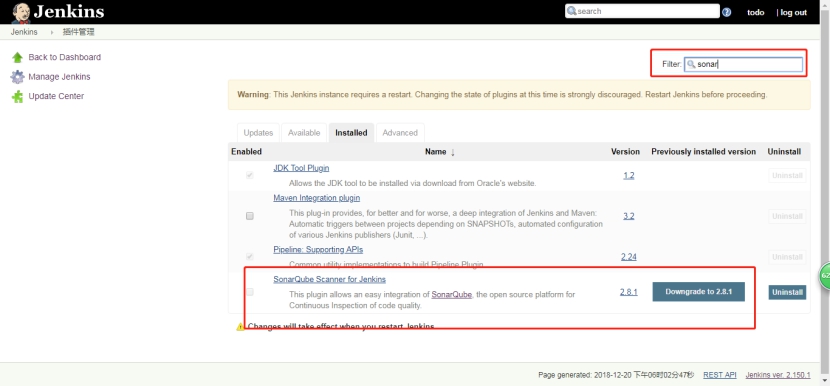 Jenkins
search
todo | log out
Jenkins › 插件管理
Back to Dashboard
Manage Jenkins
Update Center
Filter: sonar
Warning: This Jenkins instance requires a restart. Changing the state of plugins at this time is strongly discouraged. Restart Jenkins before proceeding.
Updates Available Installed Advanced
Enabled Name ↓ Version Previously installed version Uninstall
JDK Tool Plugin
Allows the JDK tool to be installed via download from Oracle's website.
1.2
Uninstall
Maven Integration plugin
This plug-in provides, for better and for worse, a deep integration of Jenkins and Maven:
Automatic triggers between projects depending on SNAPSHOTs, automated configuration
of various Jenkins publishers (Junit, ...).
3.2
Uninstall
Pipeline: Supporting APIs
Common utility implementations to build Pipeline Plugin
2.24
Uninstall
SonarQube Scanner for Jenkins
This plugin allows an easy integration of SonarQube, the open source platform for
Continuous Inspection of code quality.
2.8.1
Downgrade to 2.8.1
Uninstall
Changes will take effect when you restart Jenkins
62
Page generated: 2018-12-20 下午06时02分47秒 REST API Jenkins ver. 2.150.1